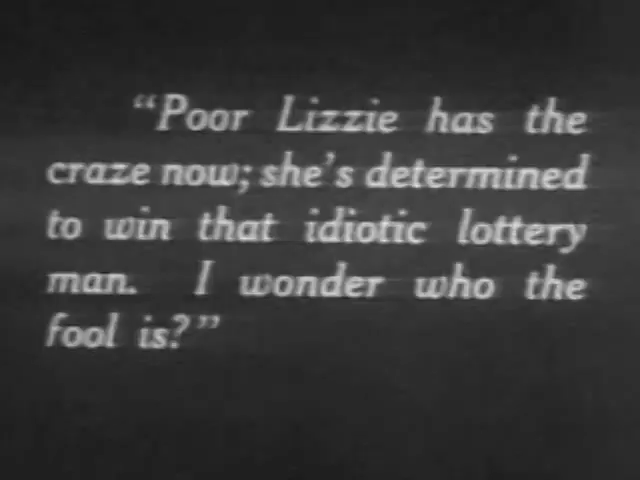 “Poor Lizzie has the
craze now; she's determined
to win that idiotic lottery
man. I wonder who the
fool is?”